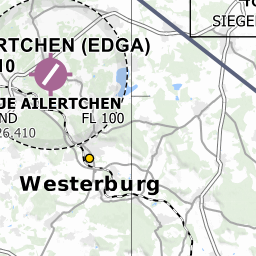 SIEGE
RTCHEN (EDGA)
10
JE AILERTCHEN
ND FL 100
26.410
Westerburg